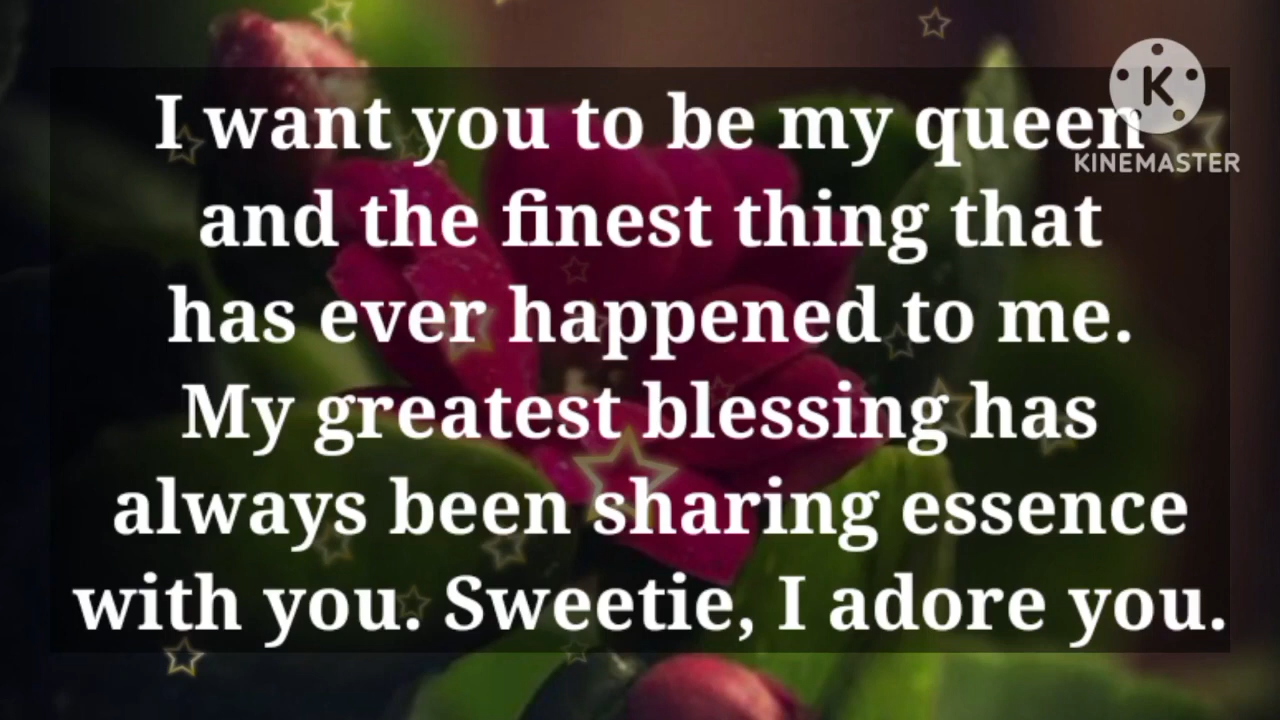 I want you to be my queen
KINEMASTER
and the finest thing that
has ever happened to me.
My greatest blessing has
always been sharing essence
with you. Sweetie, I adore you.